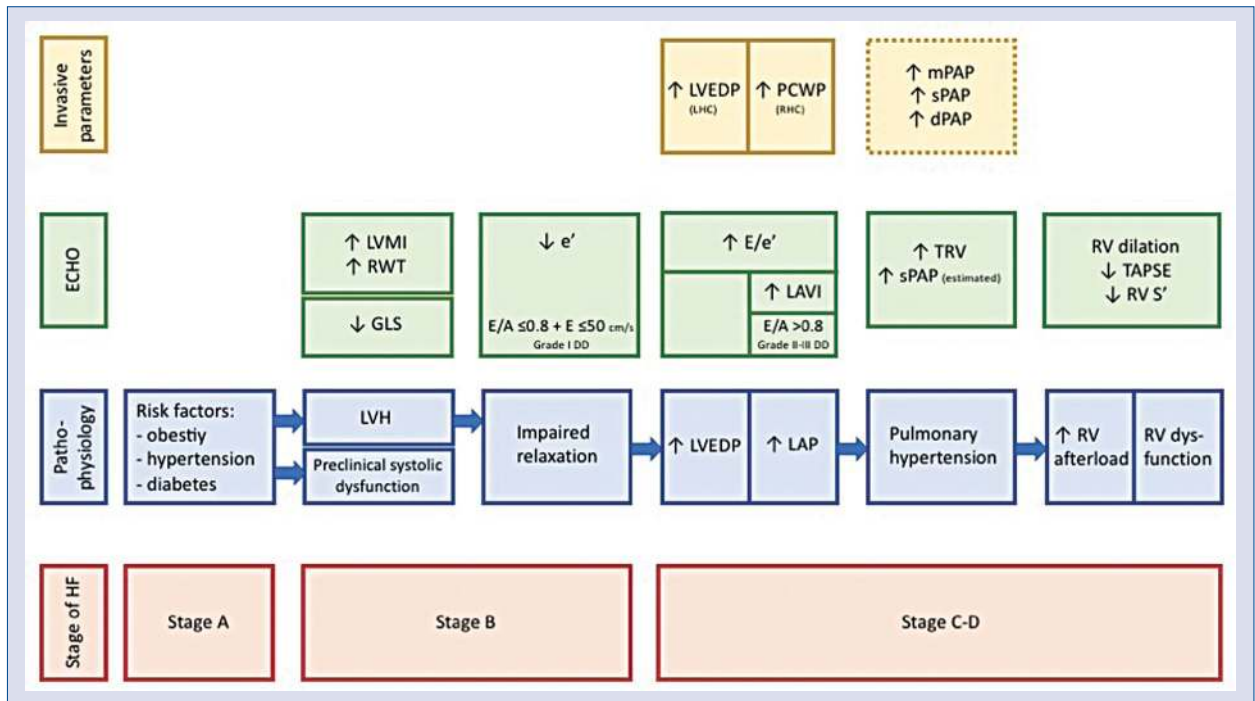 Invasive
parameters
↑ LVEDP
(LHC)
↑ PCWP
(RHC)
↑ mPAP
↑ sPAP
↑ dPAP
ECHO
↑ LVMI
↑ RWT
↓ GLS
↓ e’
E/A ≤0.8 + E ≤50 cm/s
Grade I DD
↑ E/e’
↑ LAVI
E/A >0.8
Grade II-III DD
↑ TRV
↑ sPAP (estimated)
RV dilation
↓ TAPSE
↓ RV S’
Patho-
physiology
Risk factors:
- obestiy
- hypertension
- diabetes
LVH
Preclinical systolic
dysfunction
Impaired
relaxation
↑ LVEDP
↑ LAP
Pulmonary
hypertension
↑ RV
afterload
RV dys-
function
Stage of HF
Stage A
Stage B
Stage C-D